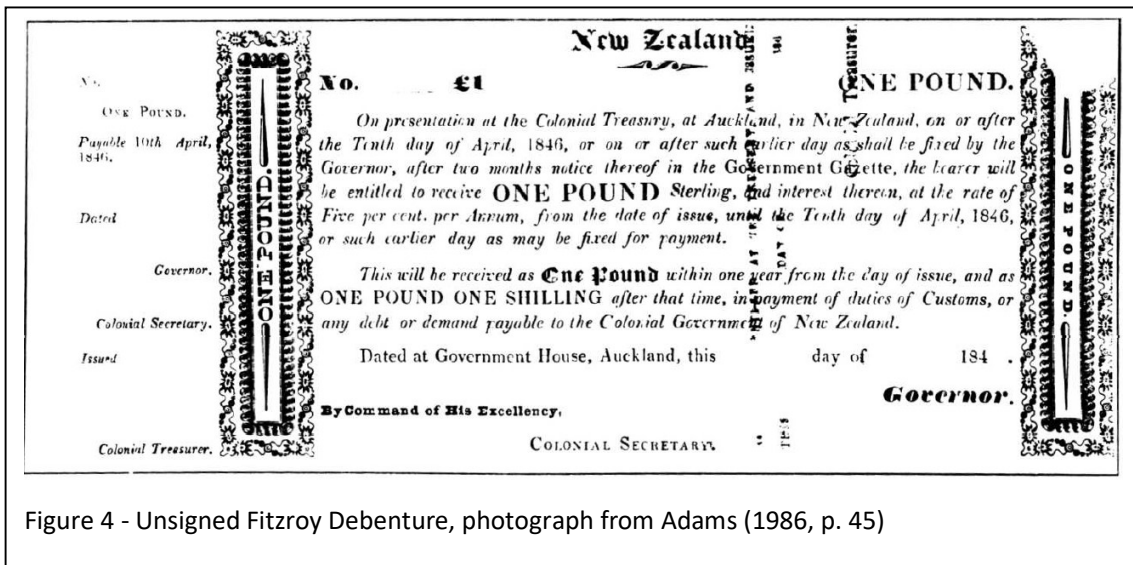 New Zealand
No.
ONE POUND.
Payable 10th April,
1846.
Dated
Governor.
Colonial Secretary.
Issued
Colonial Treasurer.
ONE POUND.
No. £1 ONE POUND.
On presentation at the Colonial Treasury, at Auckland, in New Zealand, on or after
the Tenth day of April, 1846, or on or after such earlier day as shall be fixed by the
Governor, after two months notice thereof in the Government Gazette, the bearer will
be entitled to receive ONE POUND Sterling, and interest thereon, at the rate of
Five per cent. per Annum, from the date of issue, until the Tenth day of April, 1846,
or such earlier day as may be fixed for payment.
This will be received as One Pound within one year from the day of issue, and as
ONE POUND ONE SHILLING after that time, in payment of duties of Customs, or
any debt or demand payable to the Colonial Government of New Zealand.
Dated at Government House, Auckland, this day of 184 .
Governor.
By Command of His Excellency,
COLONIAL SECRETARY.
TREASURY AND ISSUED
DAY
184
Treasurer.
THIS
ONE POUND.
Figure 4 - Unsigned Fitzroy Debenture, photograph from Adams (1986, p. 45)